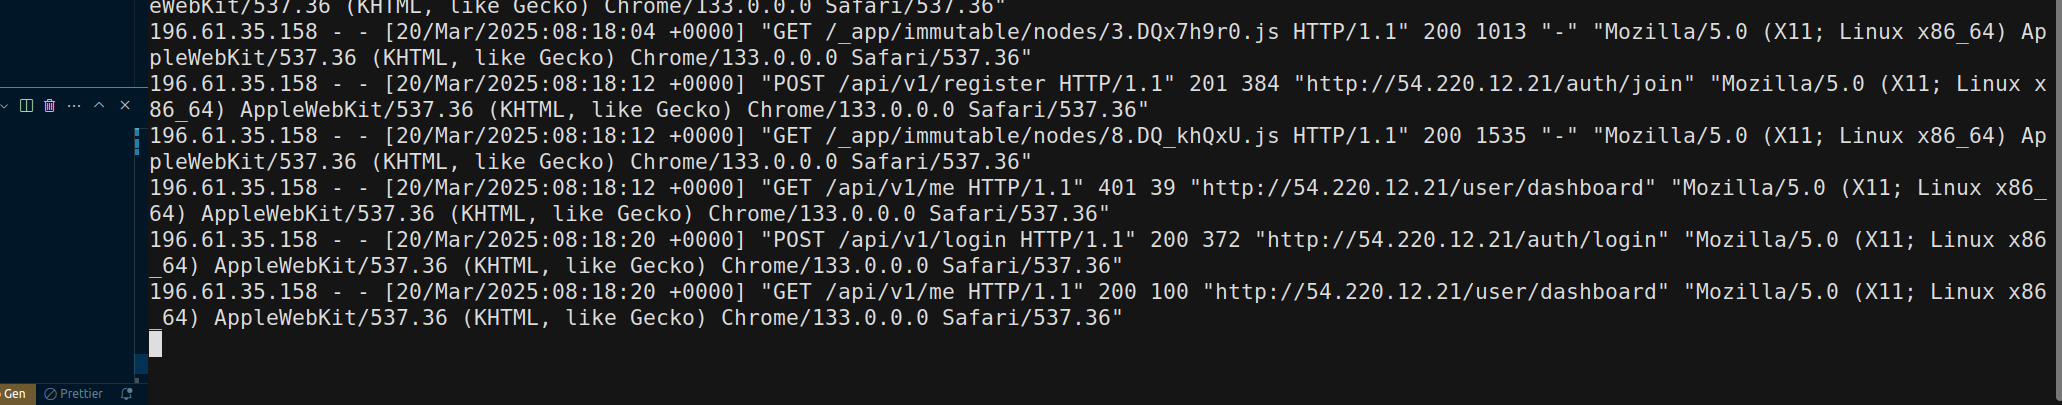 eWebKit/537.36 (KHTML, like Gecko) Chrome/133.0.0.0 Safari/537.36"
196.61.35.158 - - [20/Mar/2025:08:18:04 +0000] "GET /_app/immutable/nodes/3.DQx7h9r0.js HTTP/1.1" 200 1013 "-" "Mozilla/5.0 (X11; Linux x86_64) Ap
pleWebKit/537.36 (KHTML, like Gecko) Chrome/133.0.0.0 Safari/537.36"
196.61.35.158 - - [20/Mar/2025:08:18:12 +0000] "POST /api/v1/register HTTP/1.1" 201 384 "http://54.220.12.21/auth/join" "Mozilla/5.0 (X11; Linux x
86_64) AppleWebKit/537.36 (KHTML, like Gecko) Chrome/133.0.0.0 Safari/537.36"
196.61.35.158 - - [20/Mar/2025:08:18:12 +0000] "GET /_app/immutable/nodes/8.DQ_khQxU.js HTTP/1.1" 200 1535 "-" "Mozilla/5.0 (X11; Linux x86_64) Ap
pleWebKit/537.36 (KHTML, like Gecko) Chrome/133.0.0.0 Safari/537.36"
196.61.35.158 - - [20/Mar/2025:08:18:12 +0000] "GET /api/v1/me HTTP/1.1" 401 39 "http://54.220.12.21/user/dashboard" "Mozilla/5.0 (X11; Linux x86_
64) AppleWebKit/537.36 (KHTML, like Gecko) Chrome/133.0.0.0 Safari/537.36"
196.61.35.158 - - [20/Mar/2025:08:18:20 +0000] "POST /api/v1/login HTTP/1.1" 200 372 "http://54.220.12.21/auth/login" "Mozilla/5.0 (X11; Linux x86
_64) AppleWebKit/537.36 (KHTML, like Gecko) Chrome/133.0.0.0 Safari/537.36"
196.61.35.158 - - [20/Mar/2025:08:18:20 +0000] "GET /api/v1/me HTTP/1.1" 200 100 "http://54.220.12.21/user/dashboard" "Mozilla/5.0 (X11; Linux x86
_64) AppleWebKit/537.36 (KHTML, like Gecko) Chrome/133.0.0.0 Safari/537.36"
Gen Prettier